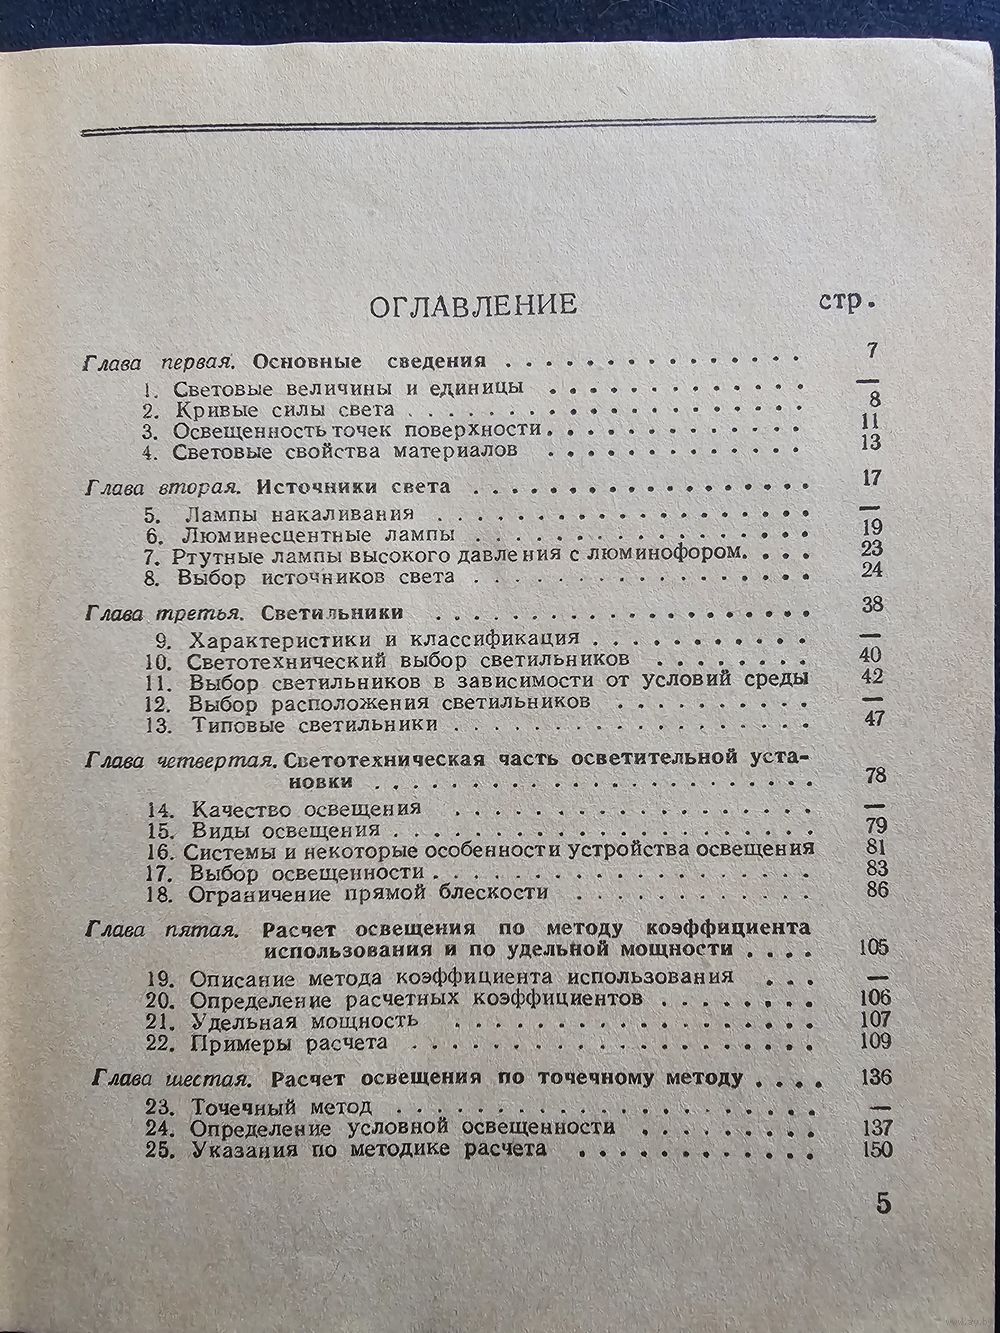 ОГЛАВЛЕНИЕ стр.
Глава первая. Основные сведения . . . . . . . . . . . . . . . 7
1. Световые величины и единицы . . . . . . . . . . . . . —
2. Кривые силы света . . . . . . . . . . . . . . . . . . . . 8
3. Освещенность точек поверхности . . . . . . . . . . . . . 11
4. Световые свойства материалов . . . . . . . . . . . . . 13
Глава вторая. Источники света . . . . . . . . . . . . . . . . . 17
5. Лампы накаливания . . . . . . . . . . . . . . . . . . . —
6. Люминесцентные лампы . . . . . . . . . . . . . . . . . 19
7. Ртутные лампы высокого давления с люминофором. . . . 23
8. Выбор источников света . . . . . . . . . . . . . . . . . 24
Глава третья. Светильники . . . . . . . . . . . . . . . . . . . 38
9. Характеристики и классификация . . . . . . . . . . . —
10. Светотехнический выбор светильников . . . . . . . . 40
11. Выбор светильников в зависимости от условий среды 42
12. Выбор расположения светильников . . . . . . . . . . —
13. Типовые светильники . . . . . . . . . . . . . . . . . . 47
Глава четвертая. Светотехническая часть осветительной уста-
новки . . . . . . . . . . . . . . . . . . . . . . 78
14. Качество освещения . . . . . . . . . . . . . . . . . . —
15. Виды освещения . . . . . . . . . . . . . . . . . . . . . 79
16. Системы и некоторые особенности устройства освещения 81
17. Выбор освещенности . . . . . . . . . . . . . . . . . . . 83
18. Ограничение прямой блескости . . . . . . . . . . . . 86
Глава пятая. Расчет освещения по методу коэффициента
использования и по удельной мощности . . . . 105
19. Описание метода коэффициента использования . . . —
20. Определение расчетных коэффициентов . . . . . . . . 106
21. Удельная мощность . . . . . . . . . . . . . . . . . . 107
22. Примеры расчета . . . . . . . . . . . . . . . . . . . . 109
Глава шестая. Расчет освещения по точечному методу . . . . 136
23. Точечный метод . . . . . . . . . . . . . . . . . . . . . —
24. Определение условной освещенности . . . . . . . . . 137
25. Указания по методике расчета . . . . . . . . . . . . 150
5
www.ay.by